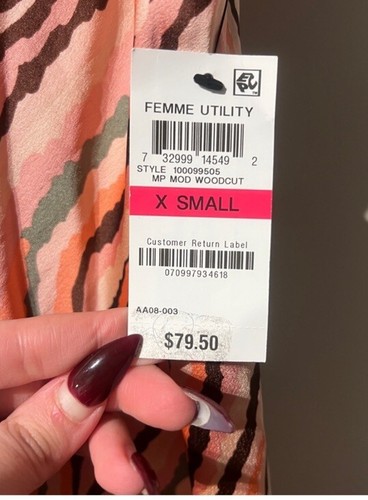 FEMME UTILITY
7 32999 14549 2
STYLE 100099505
MP MOD WOODCUT
X SMALL
Customer Return Label
070997934618
AA08-003
$79.50